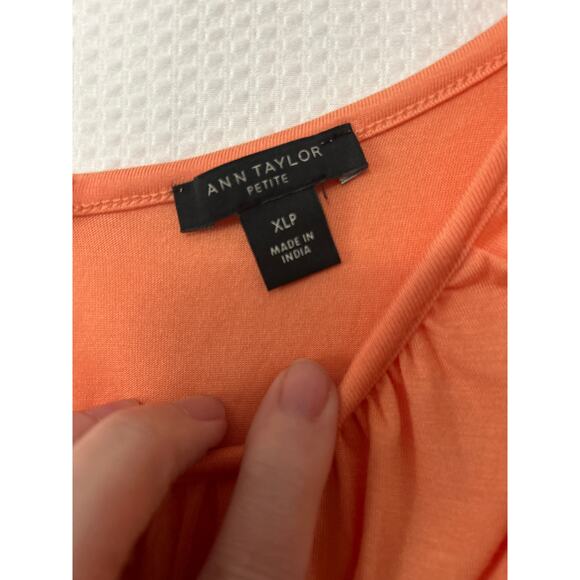 ANN TAYLOR
PETITE
XLP
MADE IN
INDIA